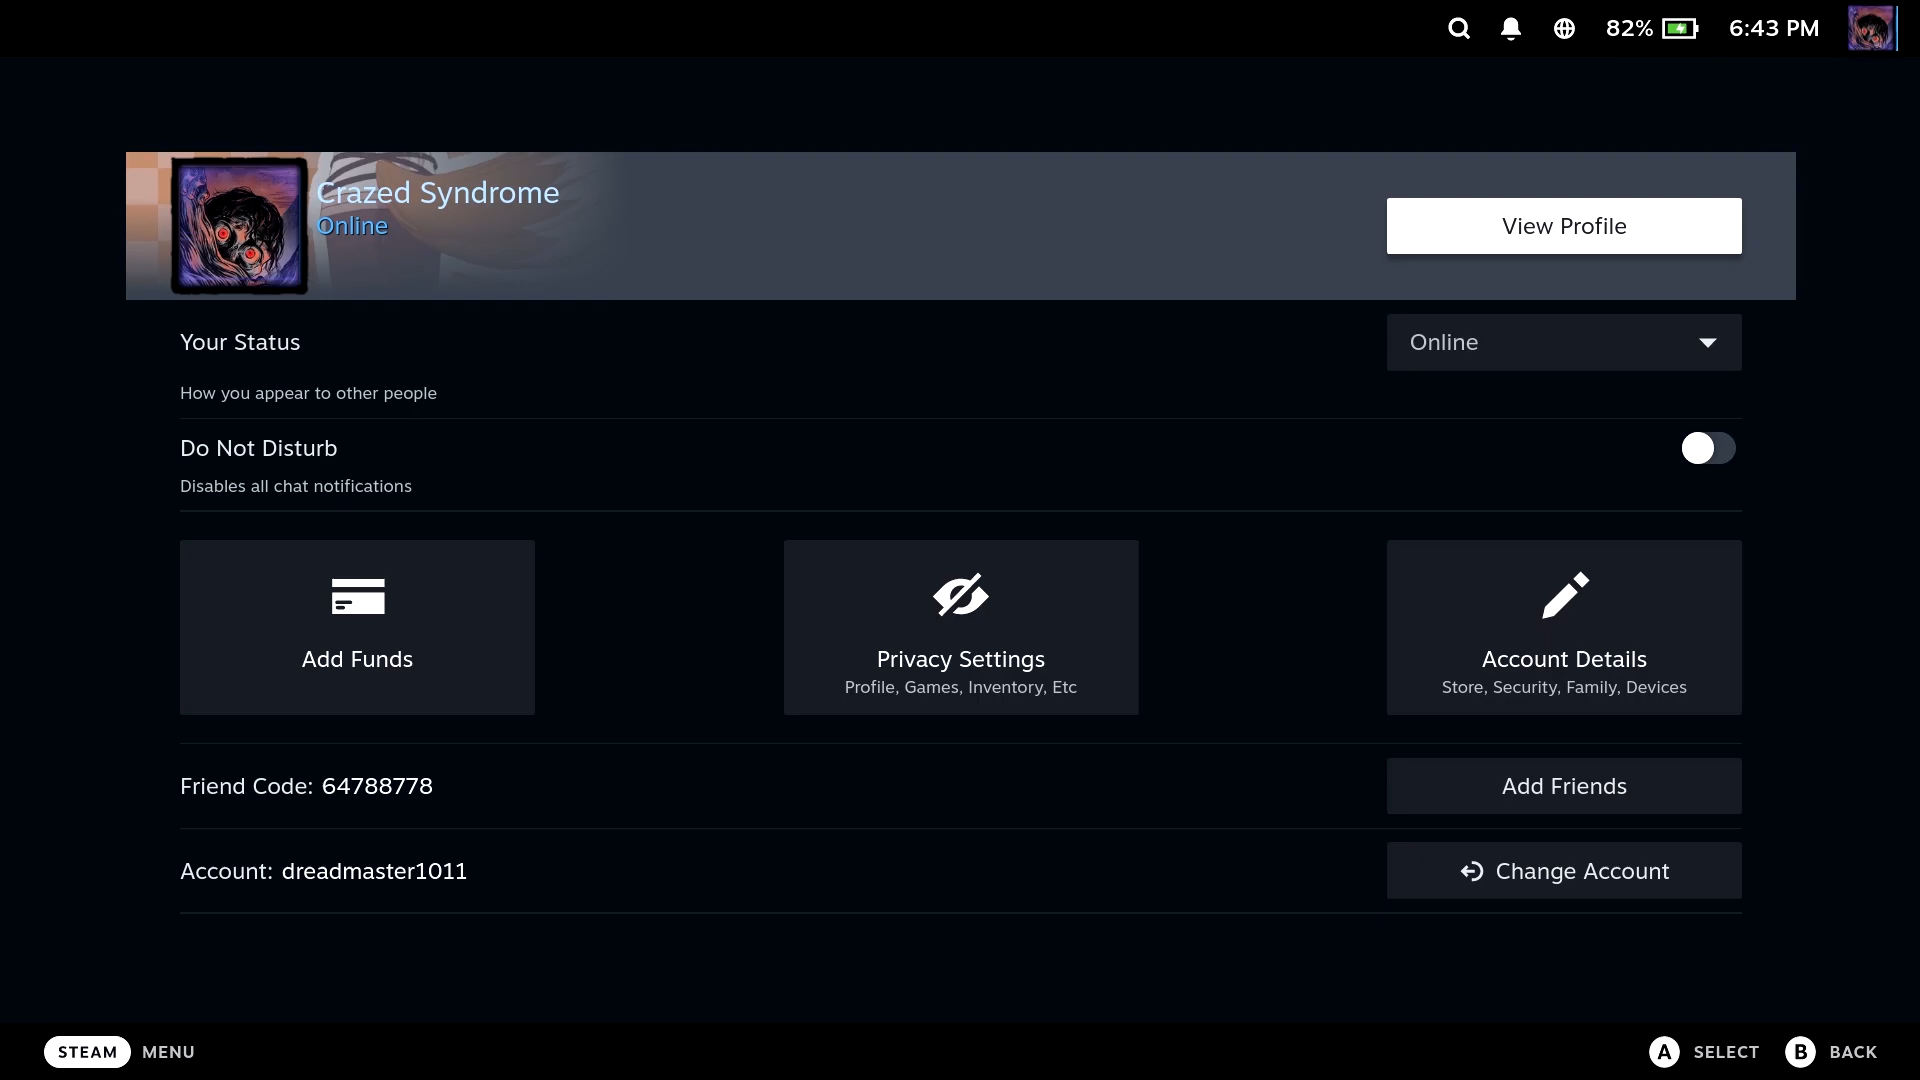 82% 6:43 PM
Crazed Syndrome
Online
View Profile
Your Status
Online
How you appear to other people
Do Not Disturb
Disables all chat notifications
Add Funds
Privacy Settings
Profile, Games, Inventory, Etc
Account Details
Store, Security, Family, Devices
Friend Code: 64788778
Add Friends
Account: dreadmaster1011
Change Account
STEAM MENU
A SELECT B BACK